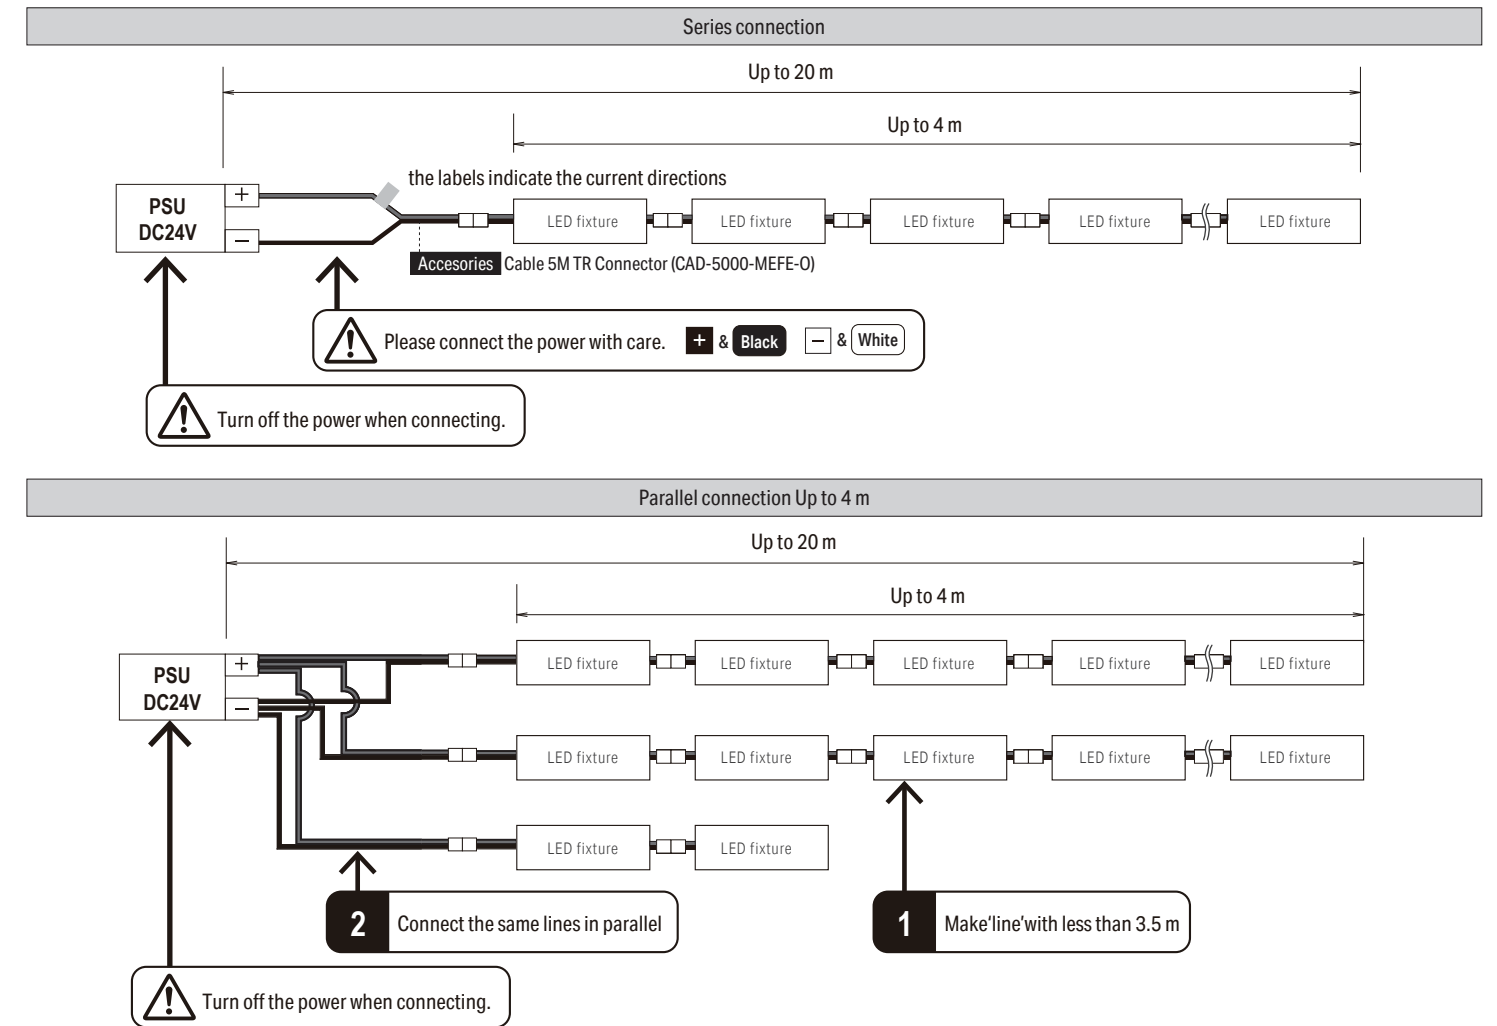 Series connection
Up to 20 m
Up to 4 m
the labels indicate the current directions
PSU
DC24V
+
−
LED fixture
LED fixture
LED fixture
LED fixture
LED fixture
Accesories Cable 5M TR Connector (CAD-5000-MEFE-O)
Please connect the power with care. + & Black − & White
Turn off the power when connecting.
Parallel connection Up to 4 m
Up to 20 m
Up to 4 m
PSU
DC24V
+
−
LED fixture
LED fixture
LED fixture
LED fixture
LED fixture
LED fixture
LED fixture
LED fixture
LED fixture
LED fixture
LED fixture
LED fixture
2 Connect the same lines in parallel
1 Make'line'with less than 3.5 m
Turn off the power when connecting.